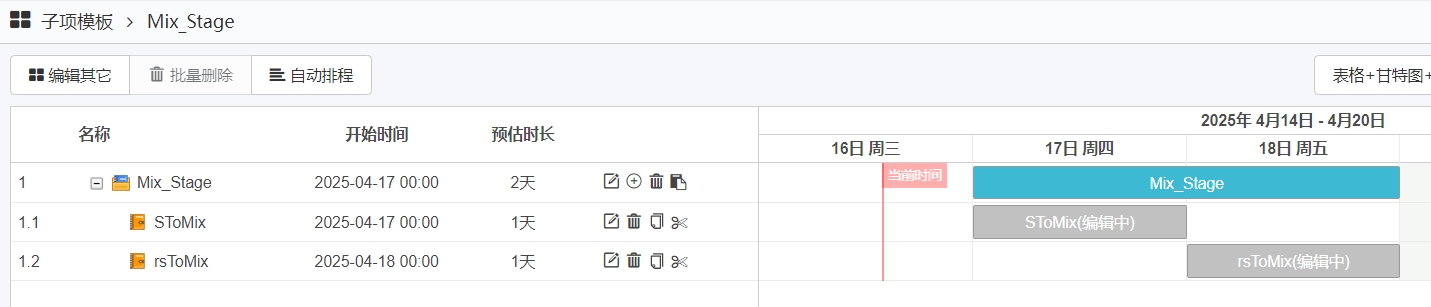 子项模板 > Mix_Stage
编辑其它 批量删除 自动排程 表格+甘特图+
名称 开始时间 预估时长 2025年 4月14日 - 4月20日
16日 周三 17日 周四 18日 周五
当前时间
1 Mix_Stage 2025-04-17 00:00 2天 Mix_Stage
1.1 SToMix 2025-04-17 00:00 1天 SToMix(编辑中)
1.2 rsToMix 2025-04-18 00:00 1天 rsToMix(编辑中)